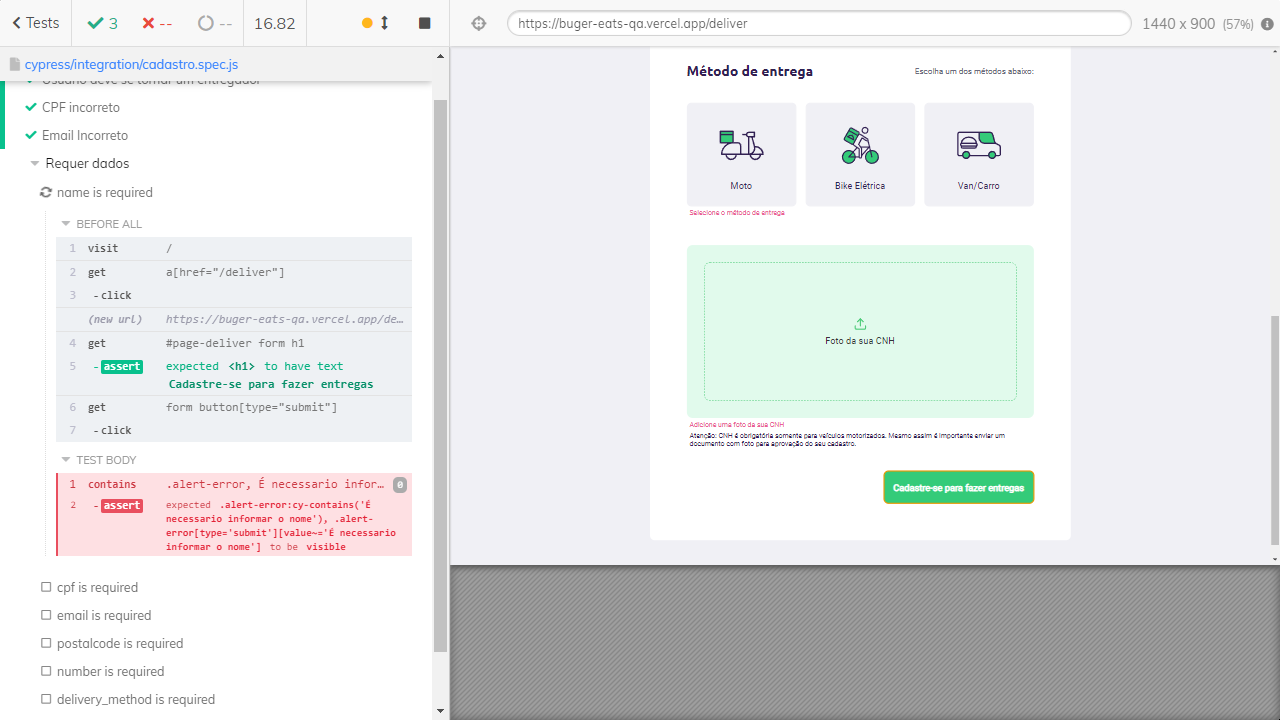 Tests
3
--
--
16.82
https://buger-eats-qa.vercel.app/deliver
1440 x 900 (57%)
cypress/integration/cadastro.spec.js
Usuário deve se tornar um entregador
CPF incorreto
Email Incorreto
Requer dados
name is required
BEFORE ALL
1 visit /
2 get a[href="/deliver"]
3 -click
(new url) https://buger-eats-qa.vercel.app/de…
4 get #page-deliver form h1
5 -assert expected <h1> to have text
Cadastre-se para fazer entregas
6 get form button[type="submit"]
7 -click
TEST BODY
1 contains .alert-error, É necessario infor… 0
2 -assert expected .alert-error:cy-contains('É
necessario informar o nome'), .alert-
error[type='submit'][value~='É necessario
informar o nome'] to be visible
cpf is required
email is required
postalcode is required
number is required
delivery_method is required
Método de entrega
Escolha um dos métodos abaixo:
Moto
Bike Elétrica
Van/Carro
Selecione o método de entrega
Foto da sua CNH
Adicione uma foto da sua CNH
Atenção: CNH é obrigatória somente para veículos motorizados. Mesmo assim é importante enviar um
documento com foto para aprovação do seu cadastro.
Cadastre-se para fazer entregas